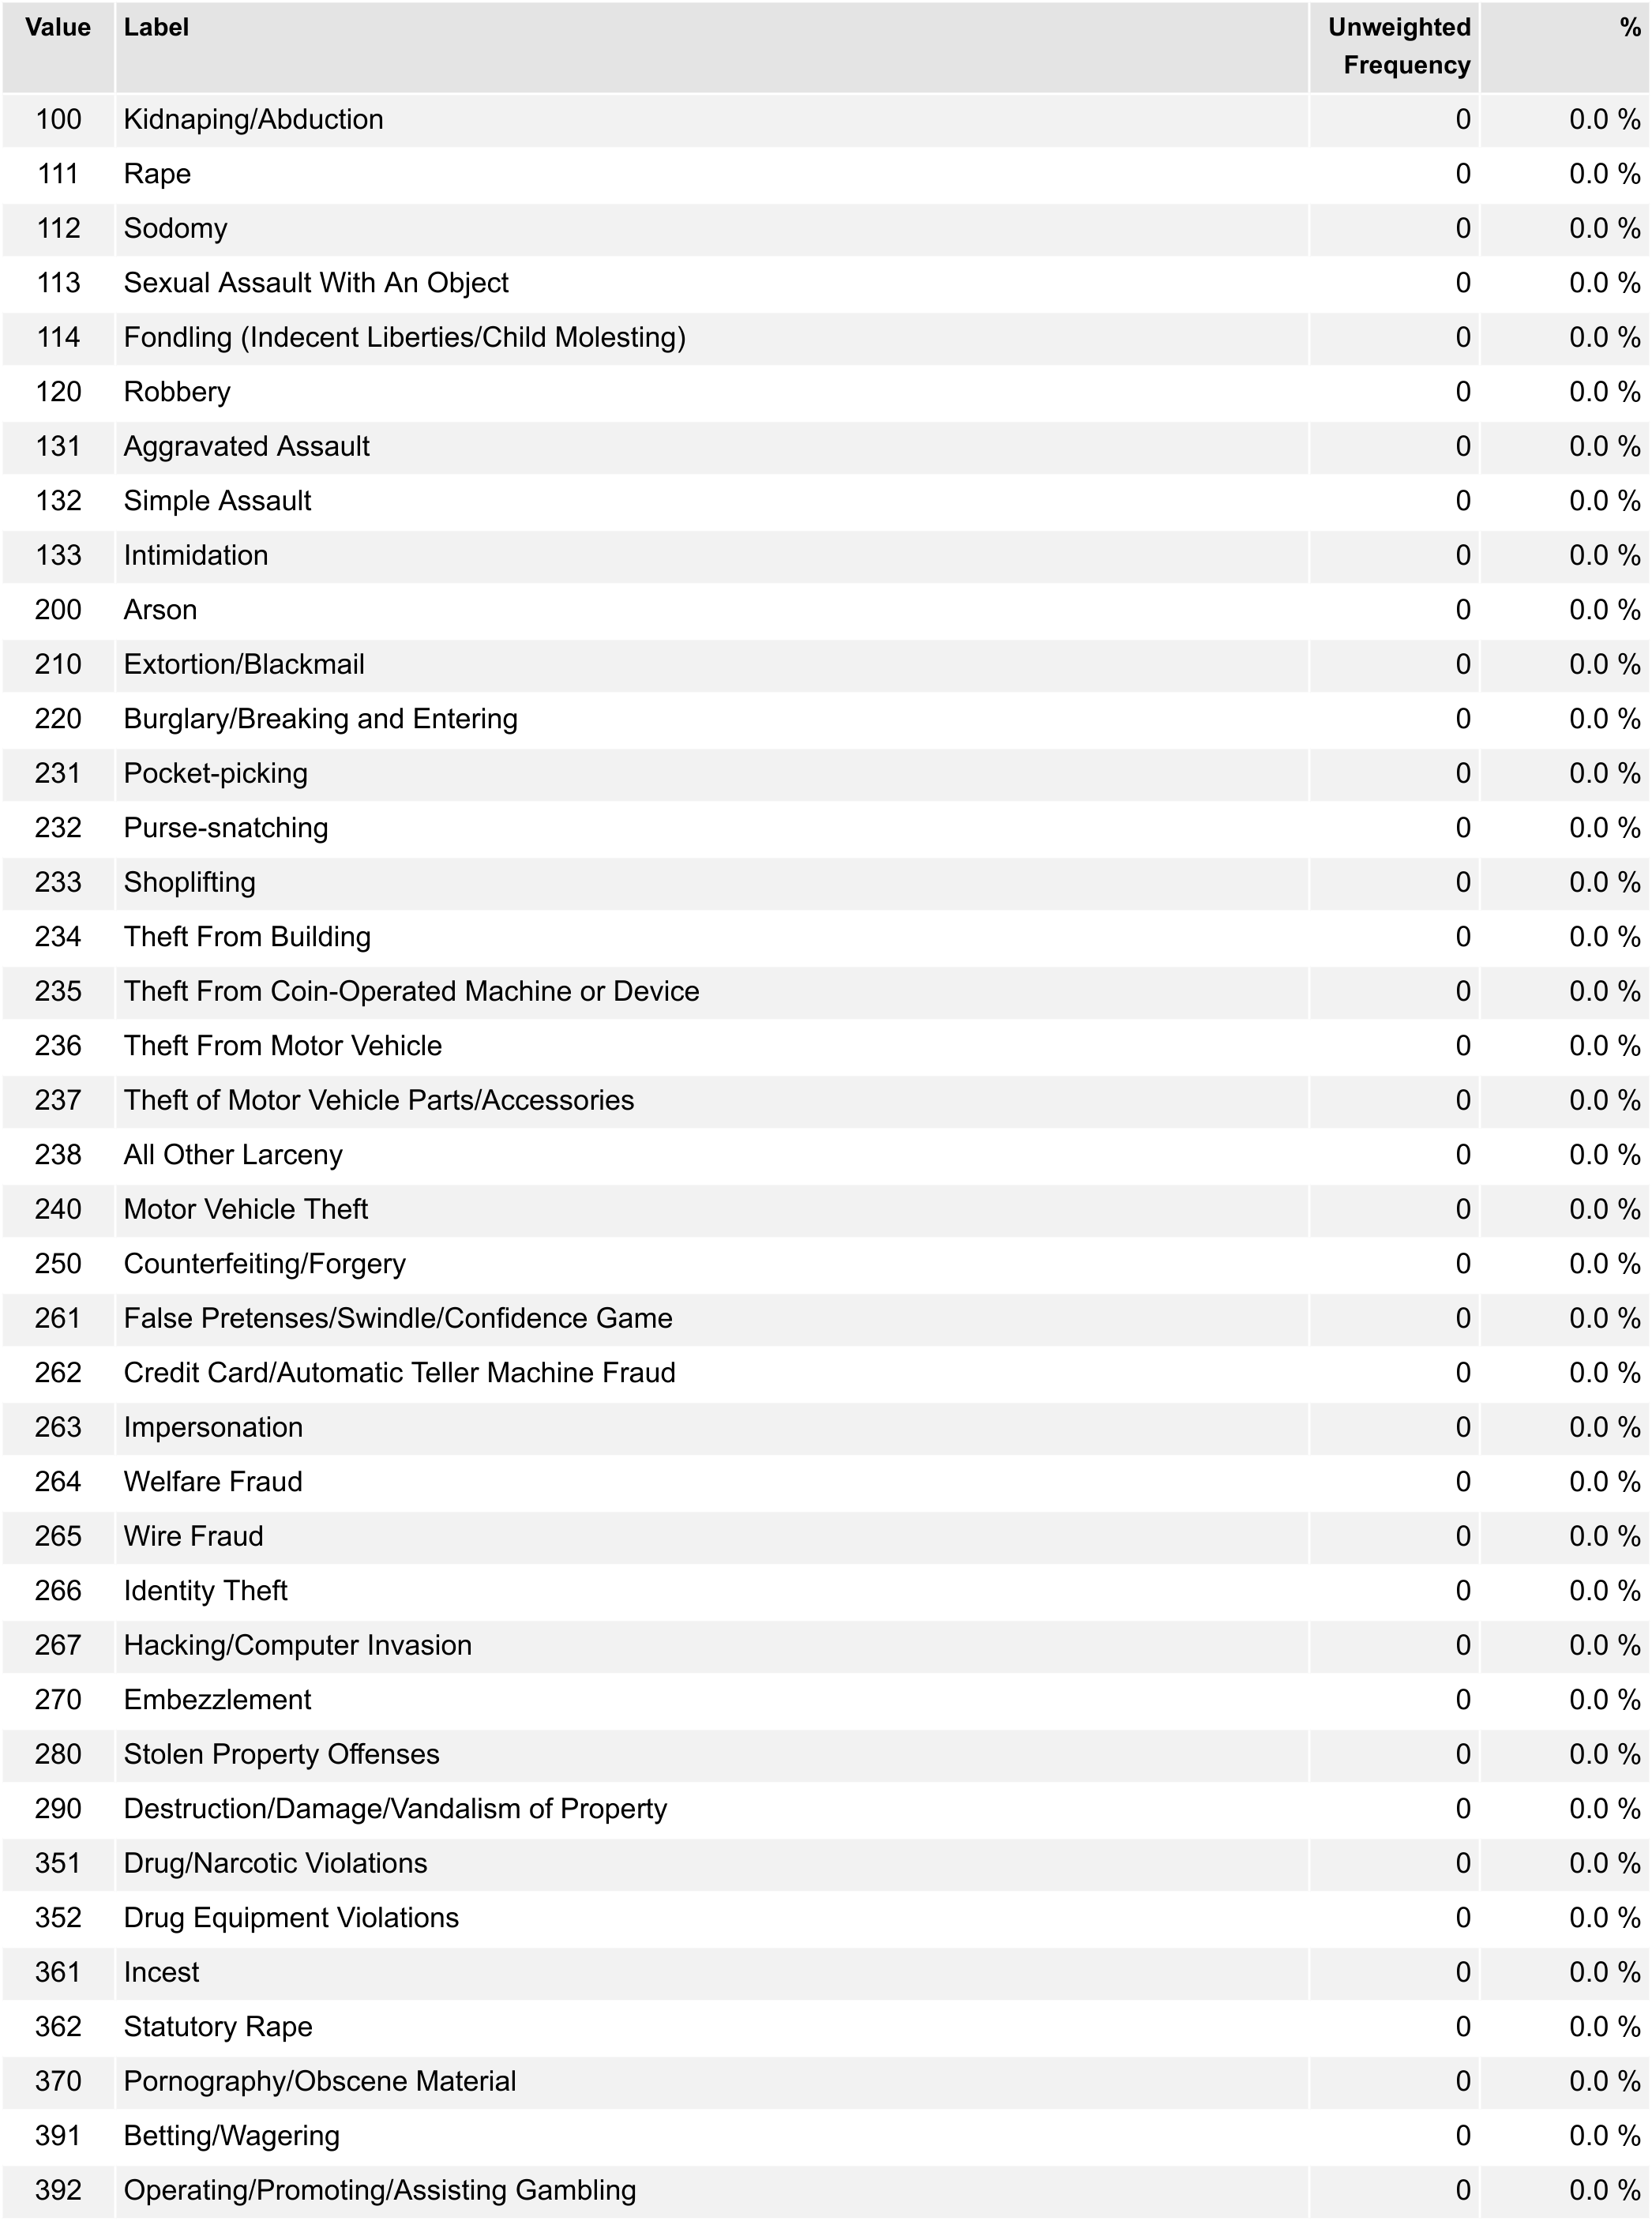 Value Label Unweighted Frequency %
100 Kidnaping/Abduction 0 0.0 %
111 Rape 0 0.0 %
112 Sodomy 0 0.0 %
113 Sexual Assault With An Object 0 0.0 %
114 Fondling (Indecent Liberties/Child Molesting) 0 0.0 %
120 Robbery 0 0.0 %
131 Aggravated Assault 0 0.0 %
132 Simple Assault 0 0.0 %
133 Intimidation 0 0.0 %
200 Arson 0 0.0 %
210 Extortion/Blackmail 0 0.0 %
220 Burglary/Breaking and Entering 0 0.0 %
231 Pocket-picking 0 0.0 %
232 Purse-snatching 0 0.0 %
233 Shoplifting 0 0.0 %
234 Theft From Building 0 0.0 %
235 Theft From Coin-Operated Machine or Device 0 0.0 %
236 Theft From Motor Vehicle 0 0.0 %
237 Theft of Motor Vehicle Parts/Accessories 0 0.0 %
238 All Other Larceny 0 0.0 %
240 Motor Vehicle Theft 0 0.0 %
250 Counterfeiting/Forgery 0 0.0 %
261 False Pretenses/Swindle/Confidence Game 0 0.0 %
262 Credit Card/Automatic Teller Machine Fraud 0 0.0 %
263 Impersonation 0 0.0 %
264 Welfare Fraud 0 0.0 %
265 Wire Fraud 0 0.0 %
266 Identity Theft 0 0.0 %
267 Hacking/Computer Invasion 0 0.0 %
270 Embezzlement 0 0.0 %
280 Stolen Property Offenses 0 0.0 %
290 Destruction/Damage/Vandalism of Property 0 0.0 %
351 Drug/Narcotic Violations 0 0.0 %
352 Drug Equipment Violations 0 0.0 %
361 Incest 0 0.0 %
362 Statutory Rape 0 0.0 %
370 Pornography/Obscene Material 0 0.0 %
391 Betting/Wagering 0 0.0 %
392 Operating/Promoting/Assisting Gambling 0 0.0 %